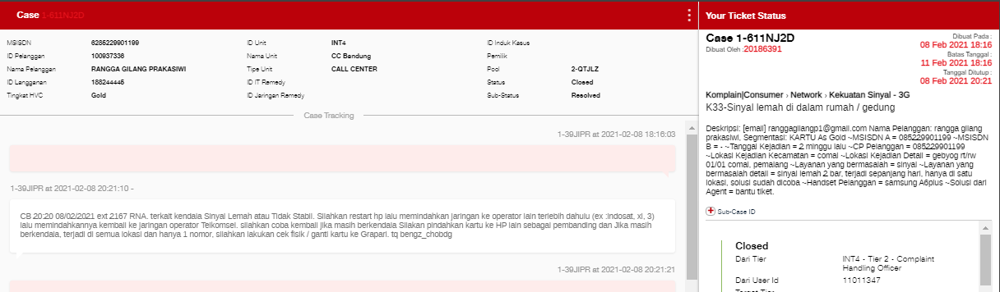 Case 1-611NJ2D
MSISDN 6285229901199 ID Unit INT4 ID Induk Kasus
ID Pelanggan 100937336 Nama Unit CC Bandung Pemilik
Nama Pelanggan RANGGA GILANG PRAKASIWI Tipe Unit CALL CENTER Pool 2-QTJLZ
ID Langganan 188244445 ID IT Remedy Status Closed
Tingkat HVC Gold ID Jaringan Remedy Sub-Status Resolved
Case Tracking
1-39JIPR at 2021-02-08 18:16:03
1-39JIPR at 2021-02-08 20:21:10 -
CB 20:20 08/02/2021 ext 2167 RNA. terkait kendala Sinyal Lemah atau Tidak Stabil. Silahkan restart hp lalu memindahkan jaringan ke operator lain terlebih dahulu (ex :indosat, xl, 3)
lalu memindahkannya kembali ke jaringan operator Telkomsel. silahkan coba kembali jika masih berkendala Silakan pindahkan kartu ke HP lain sebagai pembanding dan Jika masih
berkendala, terjadi di semua lokasi dan hanya 1 nomor, silahkan lakukan cek fisik / ganti kartu ke Grapari. tq bengz_chobdg
1-39JIPR at 2021-02-08 20:21:21
Your Ticket Status
Case 1-611NJ2D
Dibuat Oleh :20186391
Dibuat Pada :
08 Feb 2021 18:16
Batas Tanggal :
11 Feb 2021 18:16
Tanggal Ditutup :
08 Feb 2021 20:21
Komplain|Consumer › Network › Kekuatan Sinyal - 3G
K33-Sinyal lemah di dalam rumah / gedung
Deskripsi: [email] ranggagilangp1@gmail.com Nama Pelanggan: rangga gilang
prakasiwi, Segmentasi: KARTU As Gold ~MSISDN A = 085229901199 ~MSISDN
B = - ~Tanggal Kejadian = 2 minggu lalu ~CP Pelanggan = 085229901199
~Lokasi Kejadian Kecamatan = comal ~Lokasi Kejadian Detail = gebyog rt/rw
01/01 comal, pemalang ~Layanan yang bermasalah = sinyal ~Layanan yang
bermasalah detail = sinyal lemah 2 bar, terjadi sepanjang hari, hanya di satu
lokasi, solusi sudah dicoba ~Handset Pelanggan = samsung A6plus ~Solusi dari
Agent = bantu tiket.
Sub-Case ID
Closed
Dari Tier INT4 - Tier 2 - Complaint
Handling Officer
Dari User Id 11011347
Target Tier